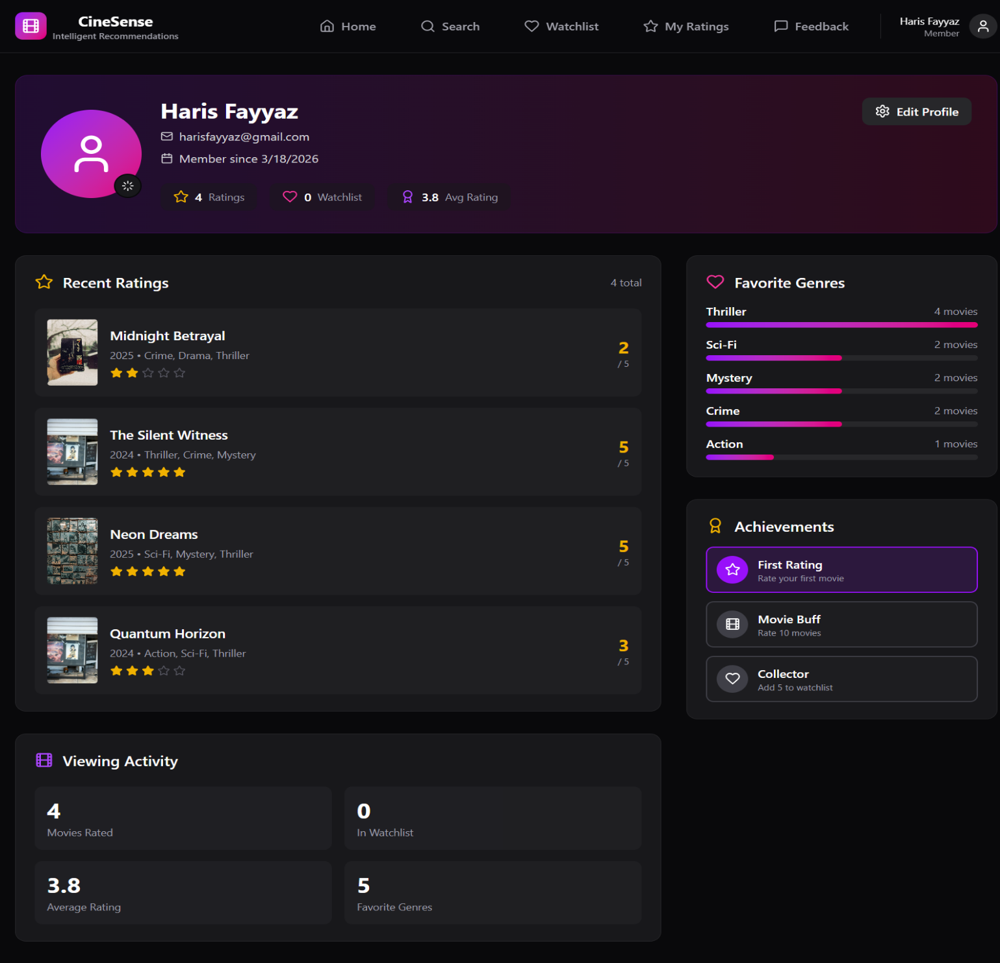 CineSense
Intelligent Recommendations
Home
Search
Watchlist
My Ratings
Feedback
Haris Fayyaz
Member
Haris Fayyaz
harisfayyaz@gmail.com
Member since 3/18/2026
4 Ratings
0 Watchlist
3.8 Avg Rating
Edit Profile
Recent Ratings
4 total
Midnight Betrayal
2025 • Crime, Drama, Thriller
2
/ 5
The Silent Witness
2024 • Thriller, Crime, Mystery
5
/ 5
Neon Dreams
2025 • Sci-Fi, Mystery, Thriller
5
/ 5
Quantum Horizon
2024 • Action, Sci-Fi, Thriller
3
/ 5
Viewing Activity
4
Movies Rated
0
In Watchlist
3.8
Average Rating
5
Favorite Genres
Favorite Genres
Thriller 4 movies
Sci-Fi 2 movies
Mystery 2 movies
Crime 2 movies
Action 1 movies
Achievements
First Rating
Rate your first movie
Movie Buff
Rate 10 movies
Collector
Add 5 to watchlist